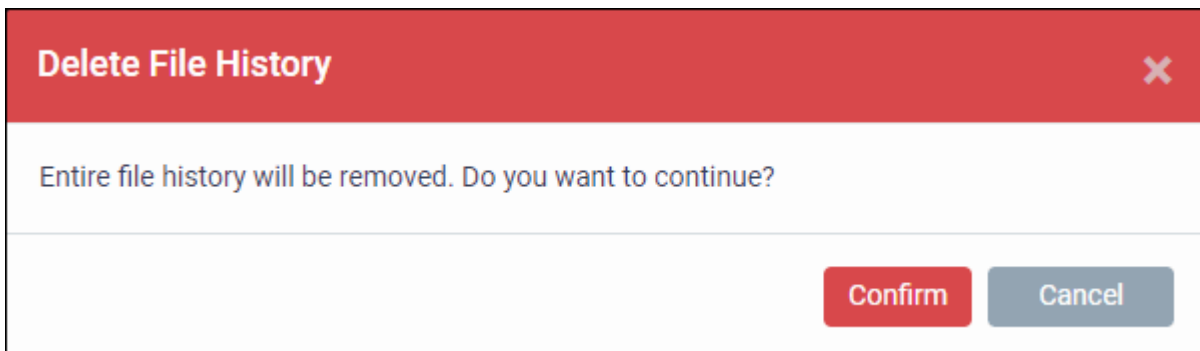 Delete File History
Entire file history will be removed. Do you want to continue?
Confirm Cancel